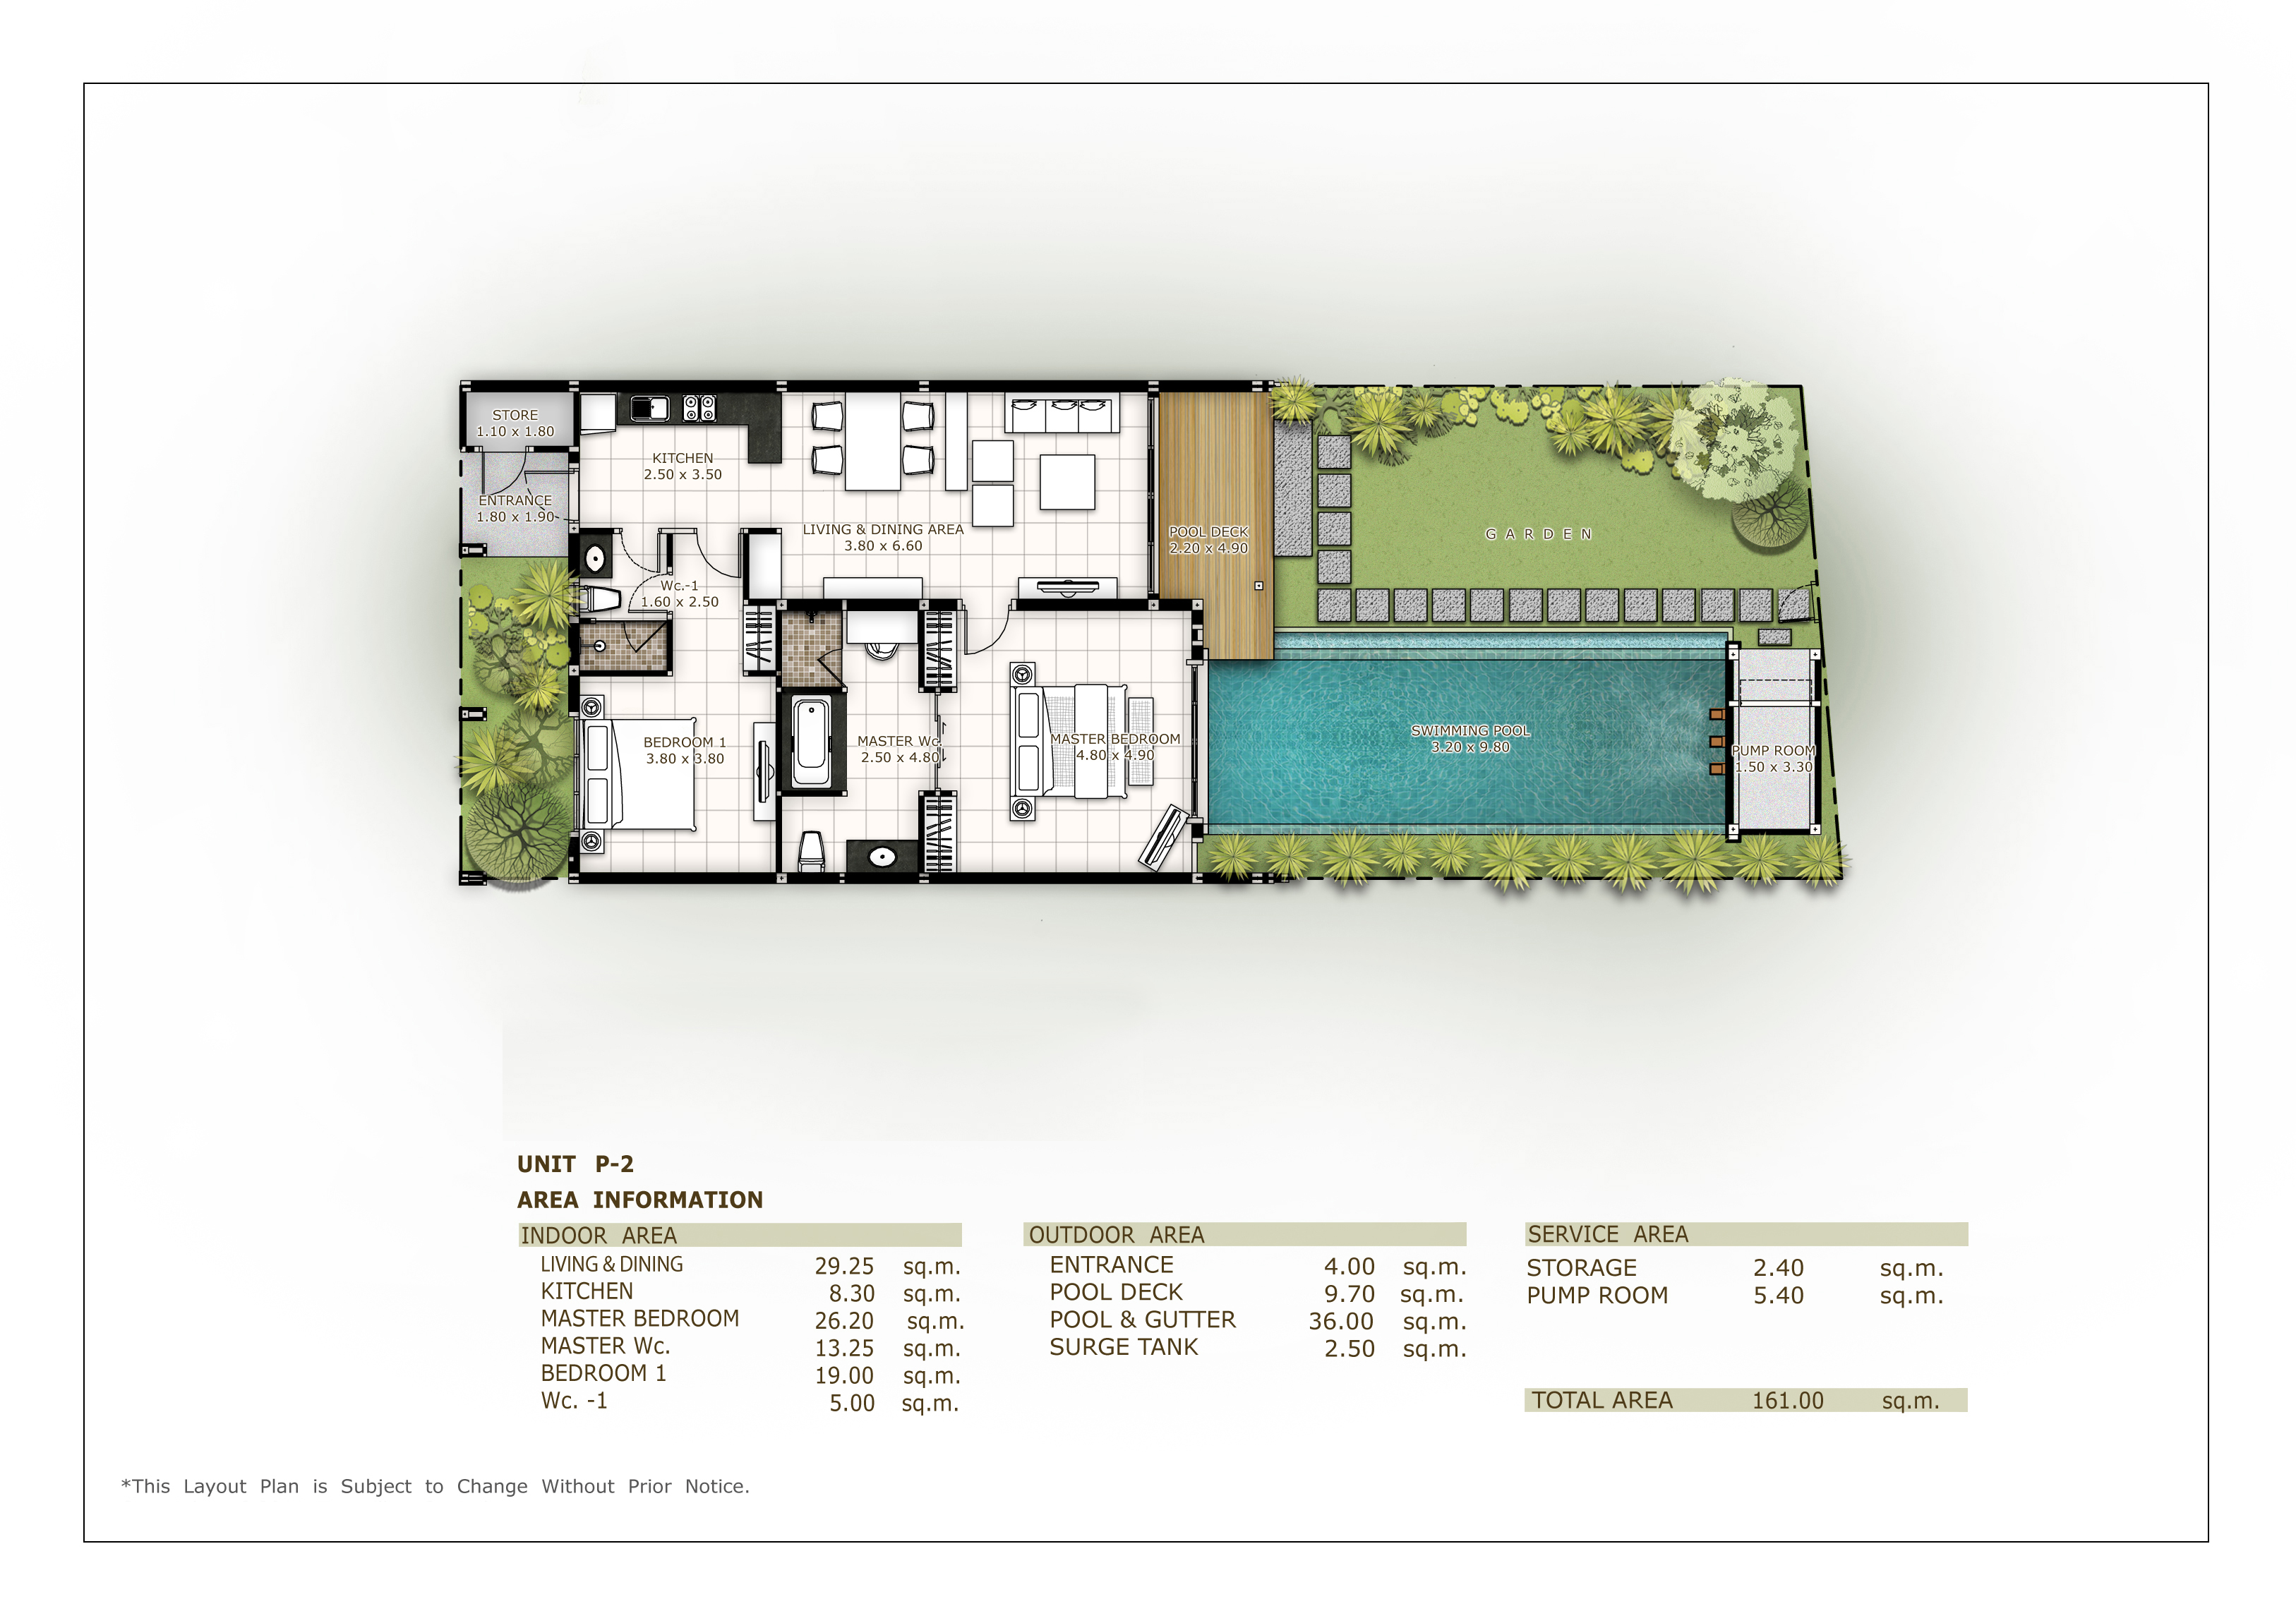 STORE
1.10 x 1.80
KITCHEN
2.50 x 3.50
ENTRANCE
1.80 x 1.90
LIVING & DINING AREA
3.80 x 6.60
POOL DECK
2.20 x 4.90
G A R D E N
Wc.-1
1.60 x 2.50
BEDROOM 1
3.80 x 3.80
MASTER Wc.
2.50 x 4.80
MASTER BEDROOM
4.80 x 4.90
SWIMMING POOL
3.20 x 9.80
PUMP ROOM
1.50 x 3.30
UNIT P-2
AREA INFORMATION
INDOOR AREA
LIVING & DINING 29.25 sq.m.
KITCHEN 8.30 sq.m.
MASTER BEDROOM 26.20 sq.m.
MASTER Wc. 13.25 sq.m.
BEDROOM 1 19.00 sq.m.
Wc. -1 5.00 sq.m.
OUTDOOR AREA
ENTRANCE 4.00 sq.m.
POOL DECK 9.70 sq.m.
POOL & GUTTER 36.00 sq.m.
SURGE TANK 2.50 sq.m.
SERVICE AREA
STORAGE 2.40 sq.m.
PUMP ROOM 5.40 sq.m.
TOTAL AREA 161.00 sq.m.
*This Layout Plan is Subject to Change Without Prior Notice.